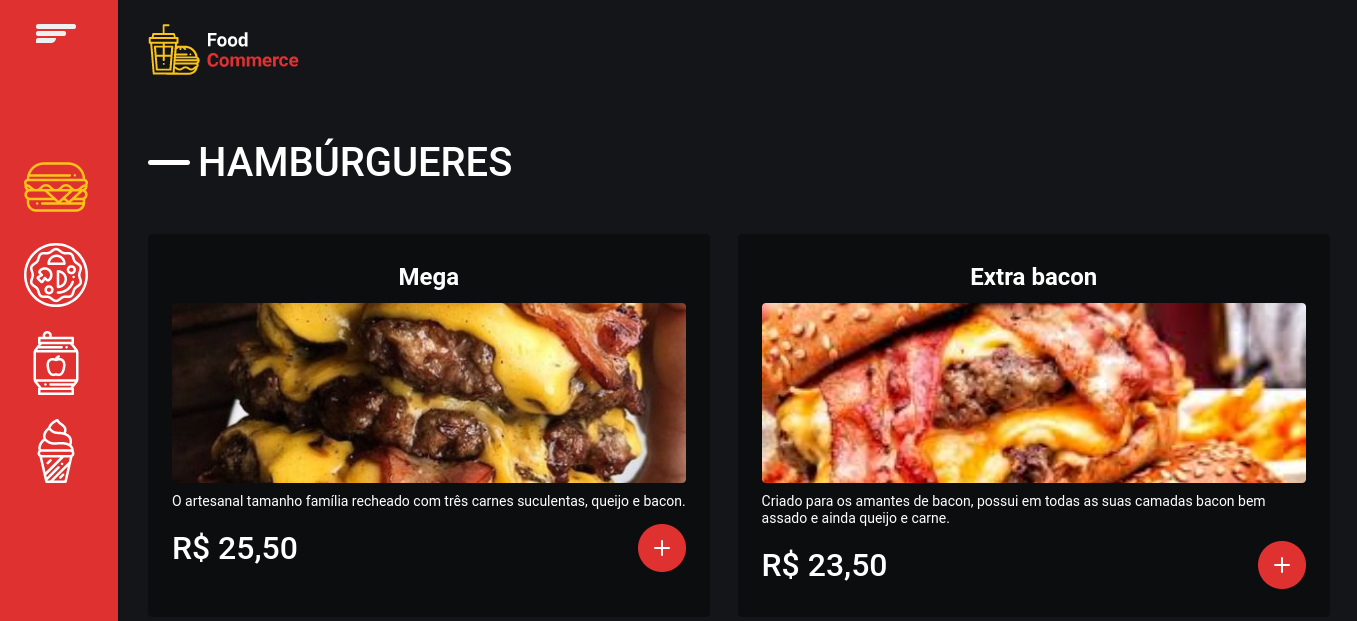 Food
Commerce
HAMBÚRGUERES
Mega
O artesanal tamanho família recheado com três carnes suculentas, queijo e bacon.
R$ 25,50
+
Extra bacon
Criado para os amantes de bacon, possui em todas as suas camadas bacon bem
assado e ainda queijo e carne.
R$ 23,50
+